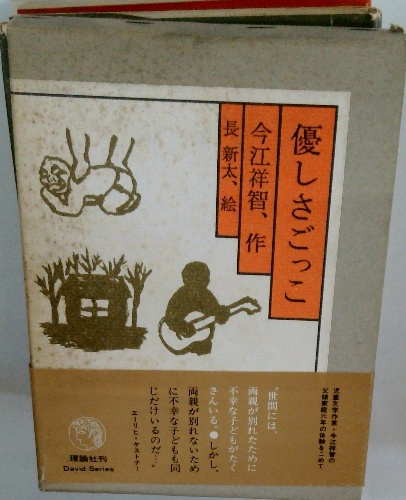 優しさごっこ
今江祥智、作
長 新太、絵
児童文学作家・今江祥智の
父娘家庭六年の体験をこめて
"世間には、
両親が別れたために
不幸な子どもがたく
さんいる。●しかし、
両親が別れないため
に不幸な子どもも同
じだけいるのだ…"
エーリヒ・ケストナー
理論社刊
David Series